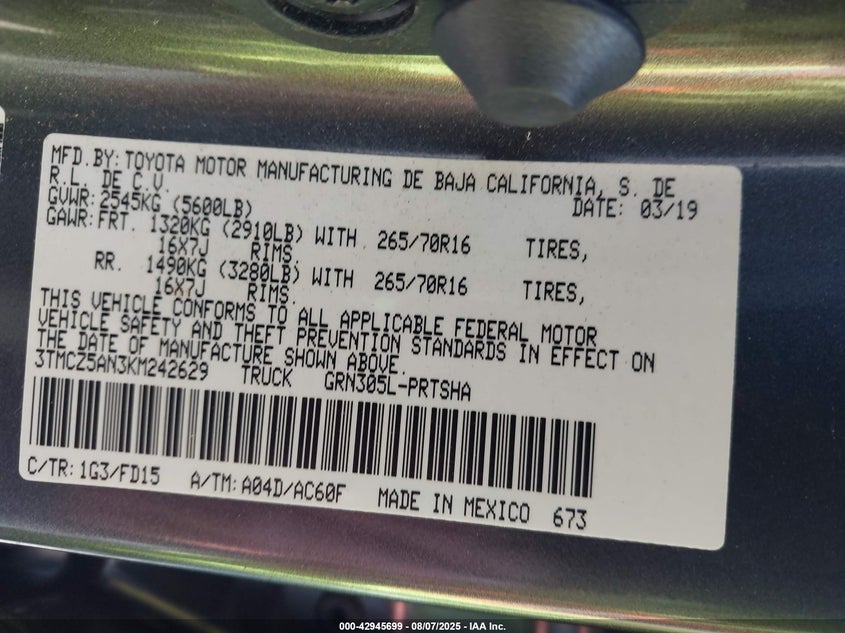 MFD. BY: TOYOTA MOTOR MANUFACTURING DE BAJA CALIFORNIA, S. DE
R. L. DE C.V. DATE: 03/19
GVWR: 2545KG (5600LB)
GAWR: FRT. 1320KG (2910LB) WITH 265/70R16 TIRES,
16X7J RIMS.
RR. 1490KG (3280LB) WITH 265/70R16 TIRES,
16X7J RIMS.
THIS VEHICLE CONFORMS TO ALL APPLICABLE FEDERAL MOTOR
VEHICLE SAFETY AND THEFT PREVENTION STANDARDS IN EFFECT ON
THE DATE OF MANUFACTURE SHOWN ABOVE.
3TMCZ5AN3KM242629 TRUCK GRN305L-PRTSHA
C/TR: 1G3/FD15 A/TM: A04D/AC60F MADE IN MEXICO 673
000-42945699 - 08/07/2025 - IAA Inc.